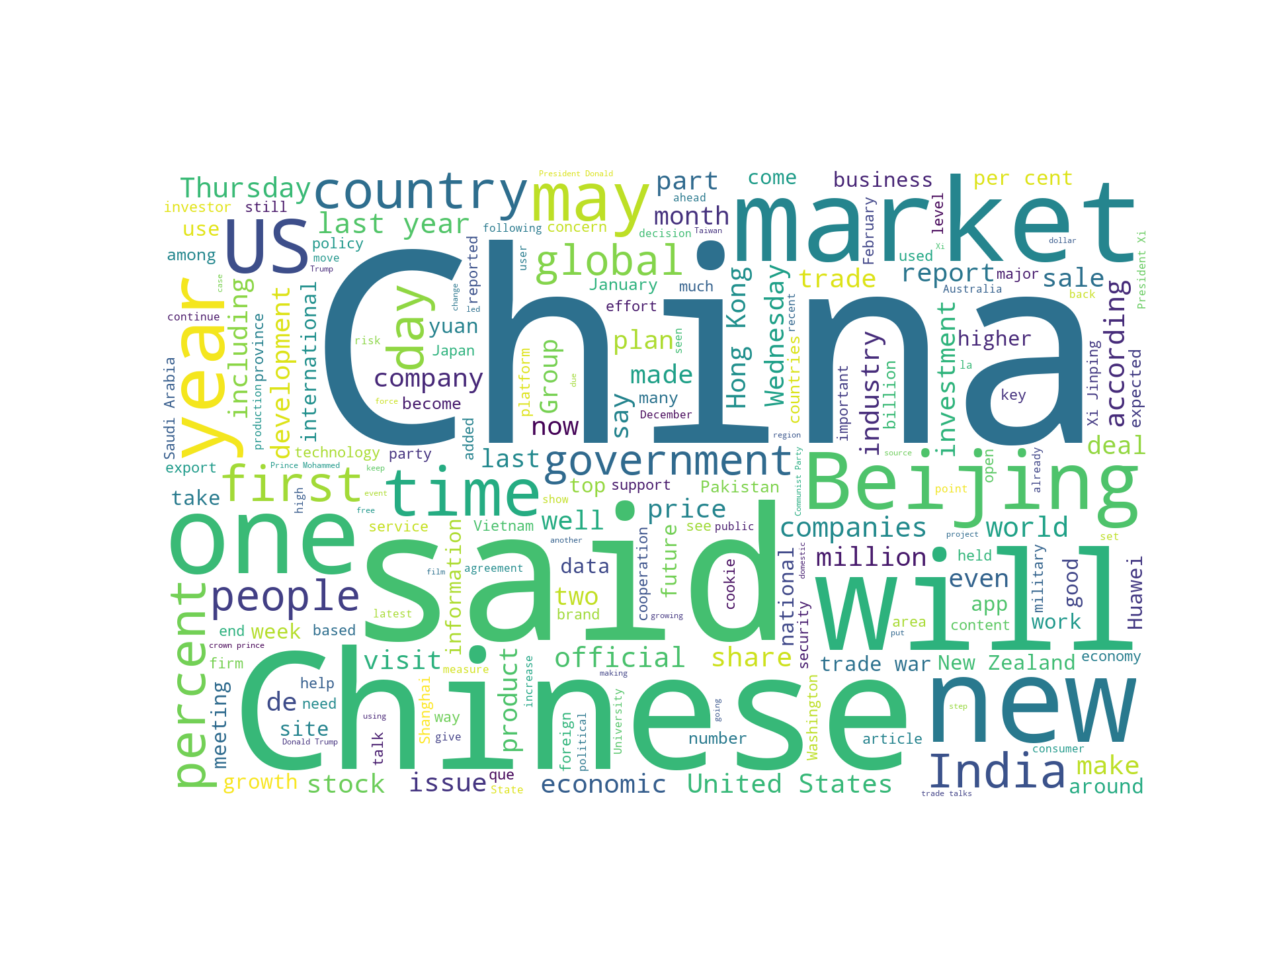 President Donald
Thursday
country
may
part
come
business
per cent
investor
still
last year
following
concern
month
ahead
market
level
February
use
US
policy
decision
Taiwan
dollar
among
move
Trump
China
user
global
January
much
Hong Kong
Wednesday
trade
used
Xi
report
major
sale
President Xi
year
case
continue
including
international
day
change
reported
led
effort
Australia
back
yuan
Japan
risk
plan
seen
countries
recent
higher
according
expected
Saudi Arabia
province
production
development
company
force
become
platform
Group
due
made
many
December
say
important
industry
billion
investment
la
key
Xi Jinping
now
added
region
technology
party
last
government
Beijing
source
open
already
deal
export
Prince Mohammed
keep
take
first
high
event
free
time
show
top
support
Pakistan
Communist Party
point
one
said
service
Vietnam
well
price
see
public
companies
project
world
set
another
percent
people
film
agreement
data
cooperation
two
future
cookie
national
domestic
million
will
held
even
military
good
Huawei
information
latest
brand
growing
app
content
work
end
week
based
area
put
crown prince
security
firm
Chinese
visit
measure
official
making
share
trade war
New Zealand
economy
meeting
help
de
need
using
Shanghai
product
increase
way
foreign
political
University
going
Washington
new
step
site
Donald Trump
talk
give
number
article
India
consumer
growth
stock
issue
que
State
economic
United States
trade talks
make
around